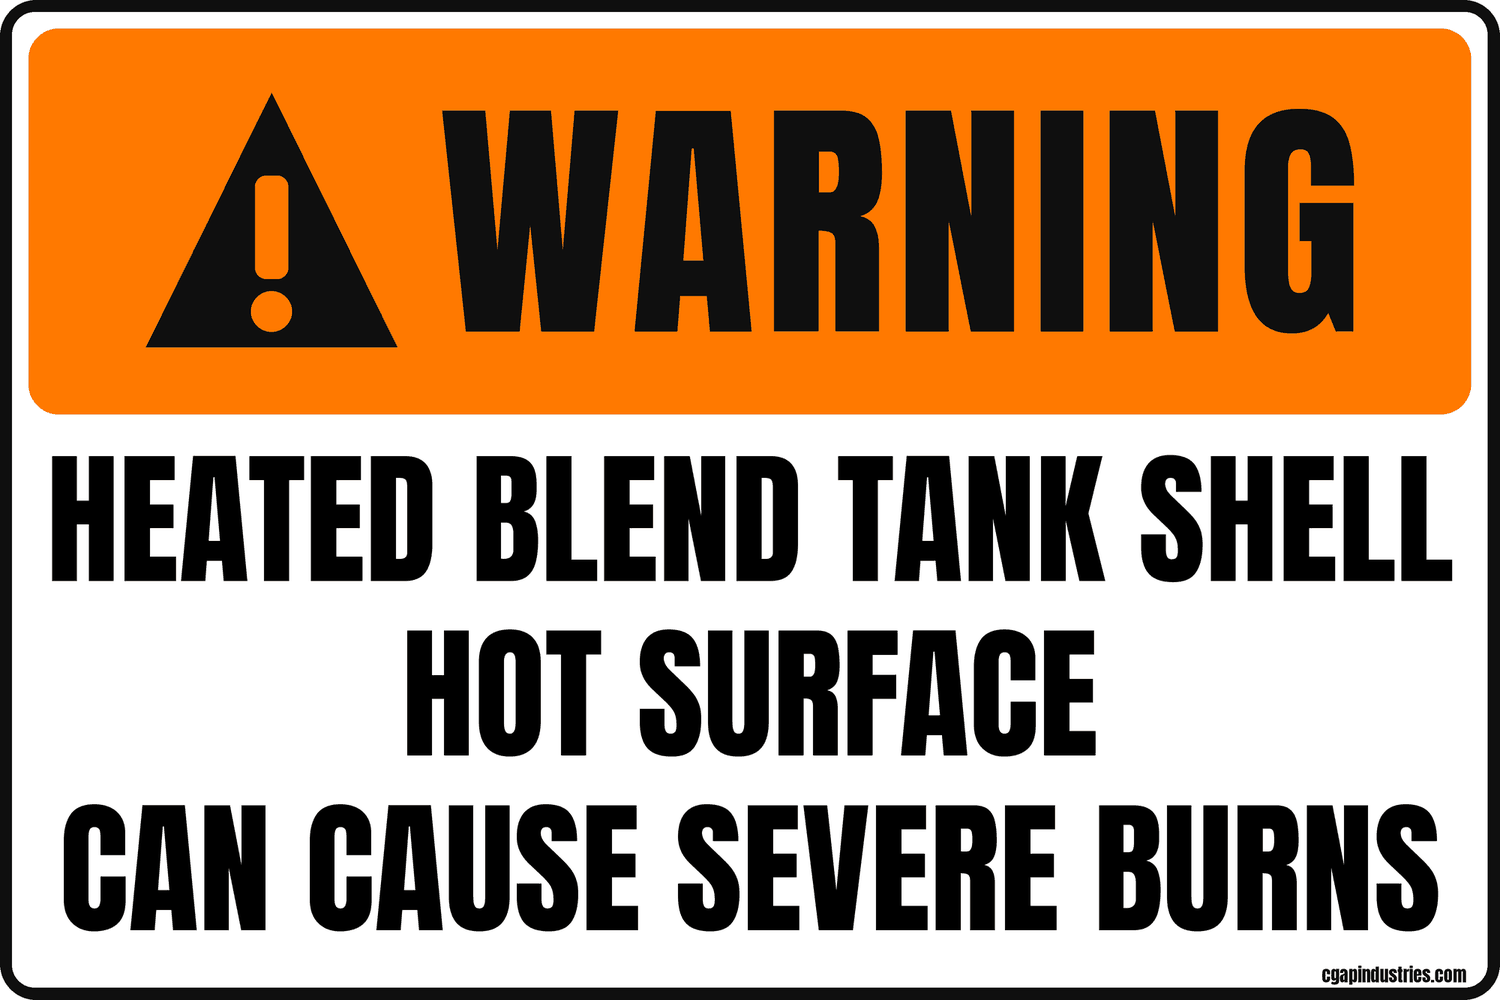 WARNING
HEATED BLEND TANK SHELL
HOT SURFACE
CAN CAUSE SEVERE BURNS
cgapindustries.com